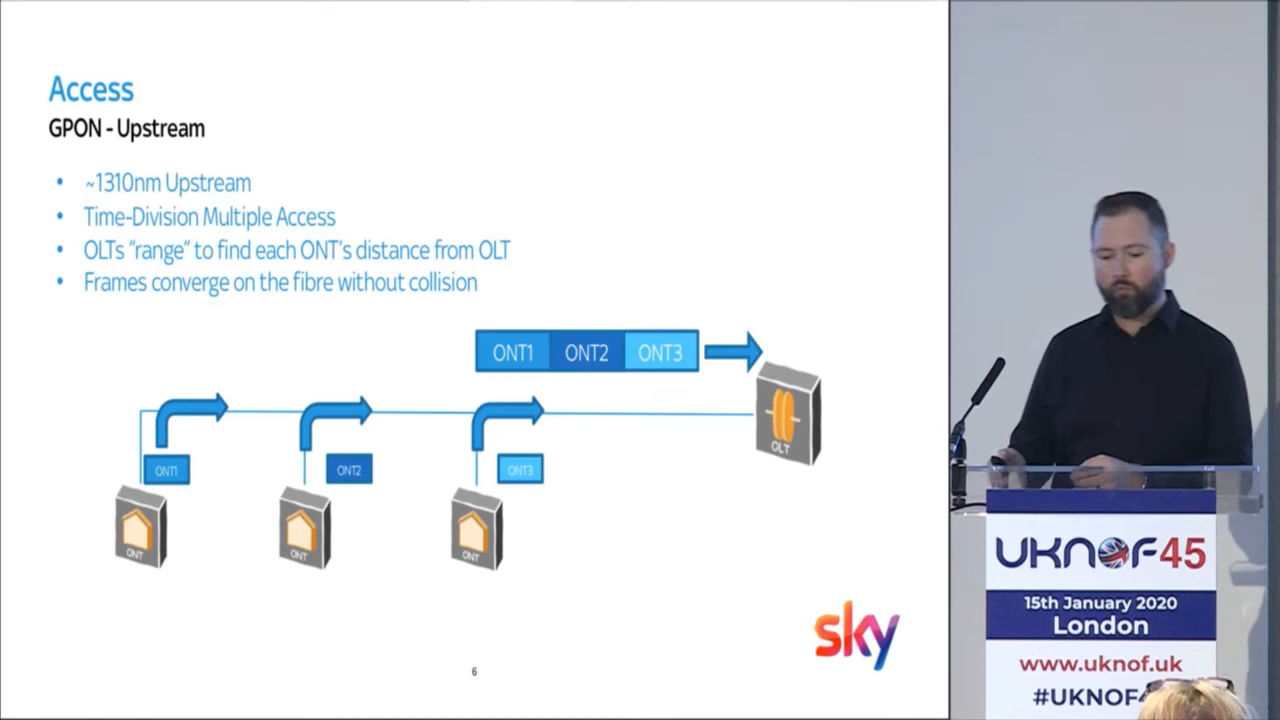 Access
GPON - Upstream
• ~1310nm Upstream
• Time-Division Multiple Access
• OLTs “range” to find each ONT’s distance from OLT
• Frames converge on the fibre without collision
ONT1 ONT2 ONT3
ONT1
ONT2
ONT3
OLT
ONT
ONT
ONT
sky
6
UKNOF45
15th January 2020
London
www.uknof.uk
#UKNOF4